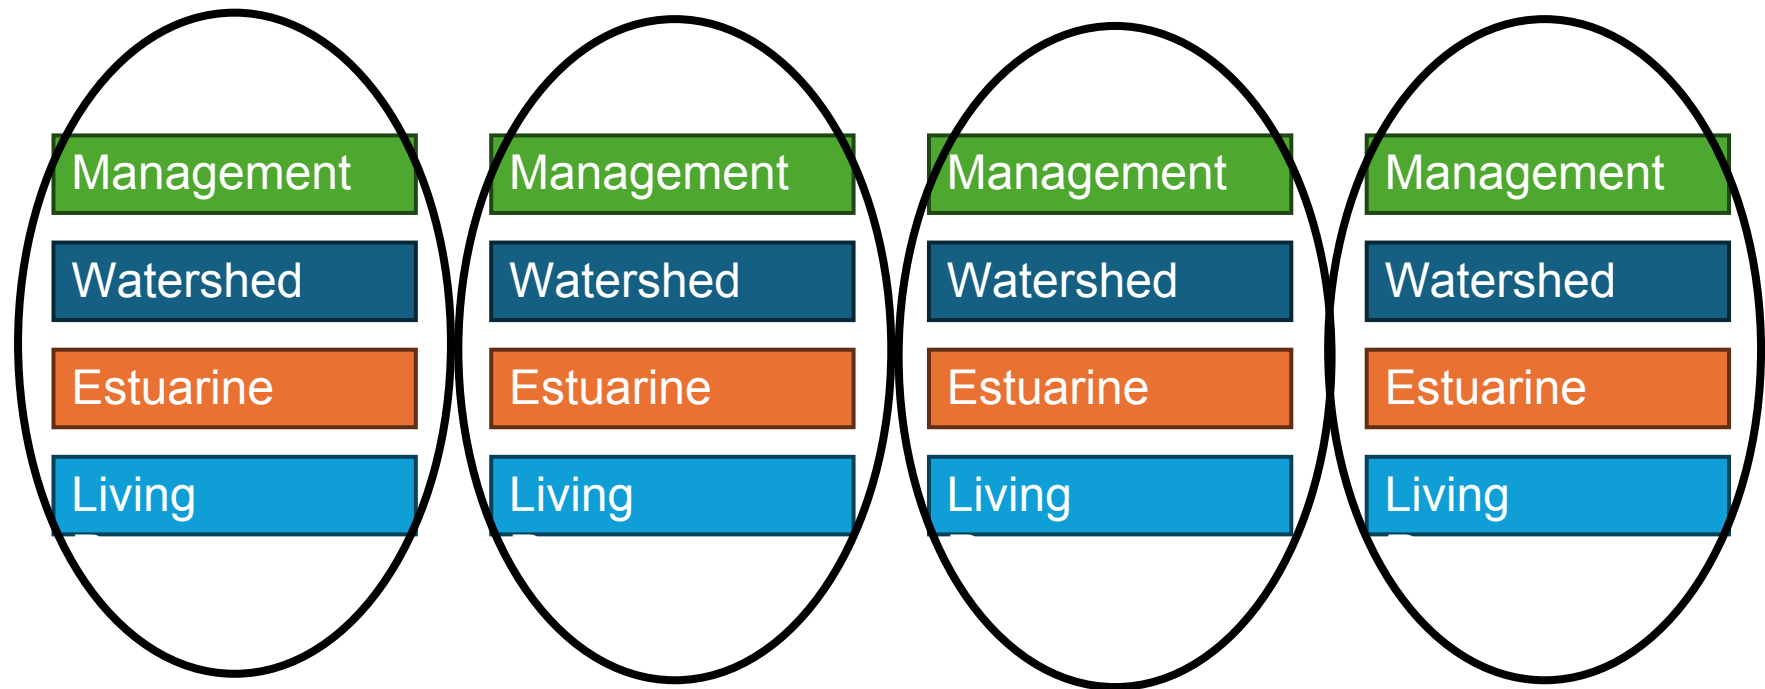 Management Management Management Management
Watershed Watershed Watershed Watershed
Estuarine Estuarine Estuarine Estuarine
Living Living Living Living